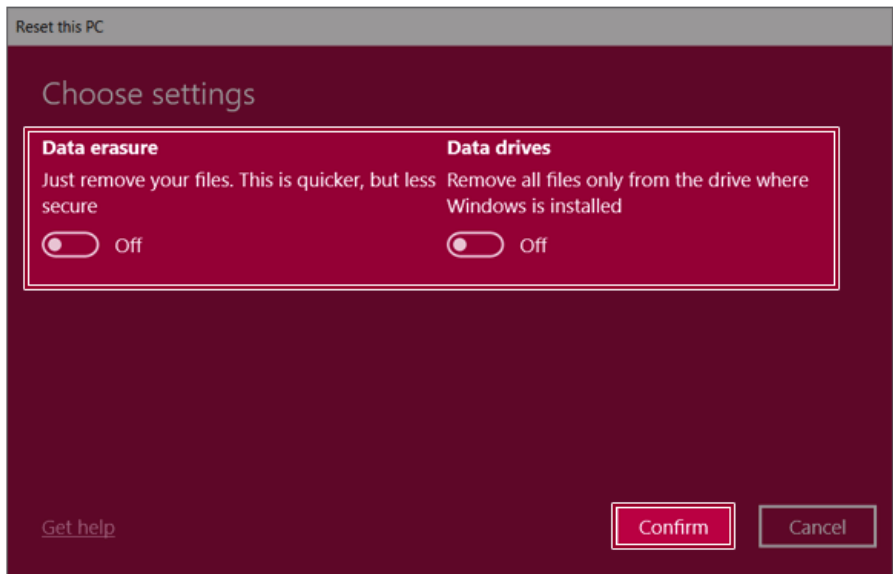 Reset this PC
Choose settings
Data erasure
Just remove your files. This is quicker, but less
secure
Off
Data drives
Remove all files only from the drive where
Windows is installed
Off
Get help
Confirm
Cancel